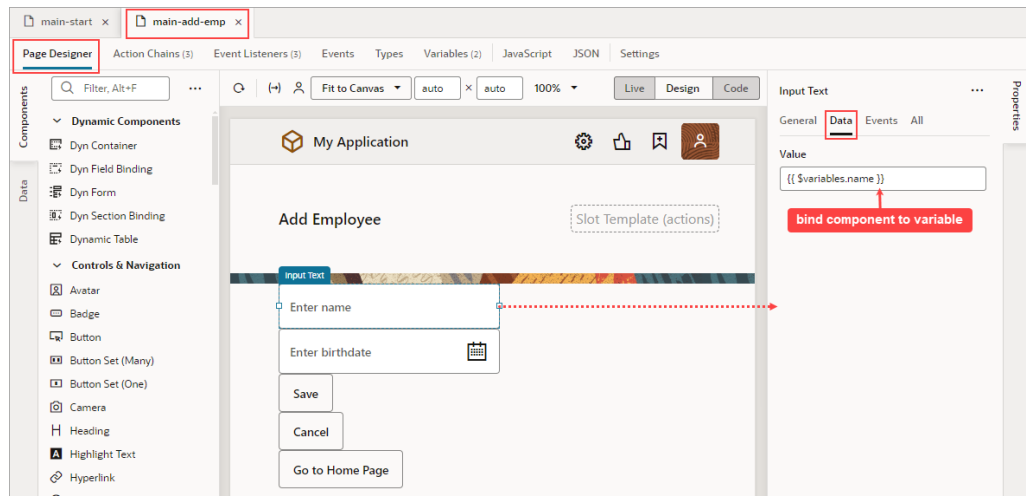 main-start ×
main-add-emp ×
Page Designer
Action Chains (3)
Event Listeners (3)
Events
Types
Variables (2)
JavaScript
JSON
Settings
Components
Data
Filter, Alt+F
Dynamic Components
Dyn Container
Dyn Field Binding
Dyn Form
Dyn Section Binding
Dynamic Table
Controls & Navigation
Avatar
Badge
Button
Button Set (Many)
Button Set (One)
Camera
Heading
Highlight Text
Hyperlink
Fit to Canvas
auto × auto
100%
Live
Design
Code
My Application
Add Employee
Slot Template (actions)
Input Text
Enter name
Enter birthdate
Save
Cancel
Go to Home Page
Input Text
General
Data
Events
All
Value
{{ $variables.name }}
bind component to variable
Properties